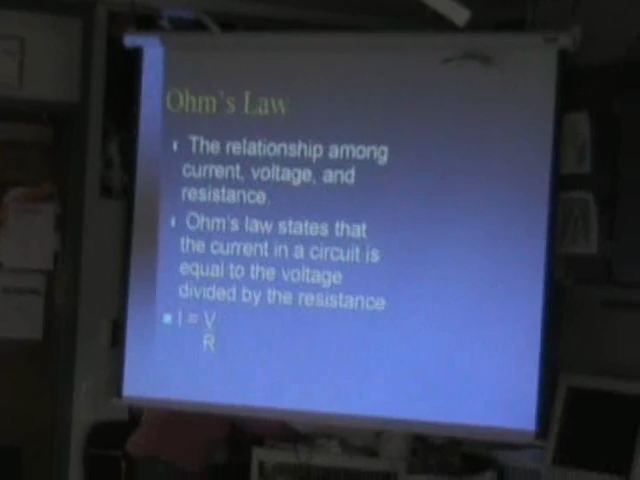 Ohm's Law
The relationship among
current, voltage, and
resistance.
Ohm's law states that
the current in a circuit is
equal to the voltage
divided by the resistance
I = V
R